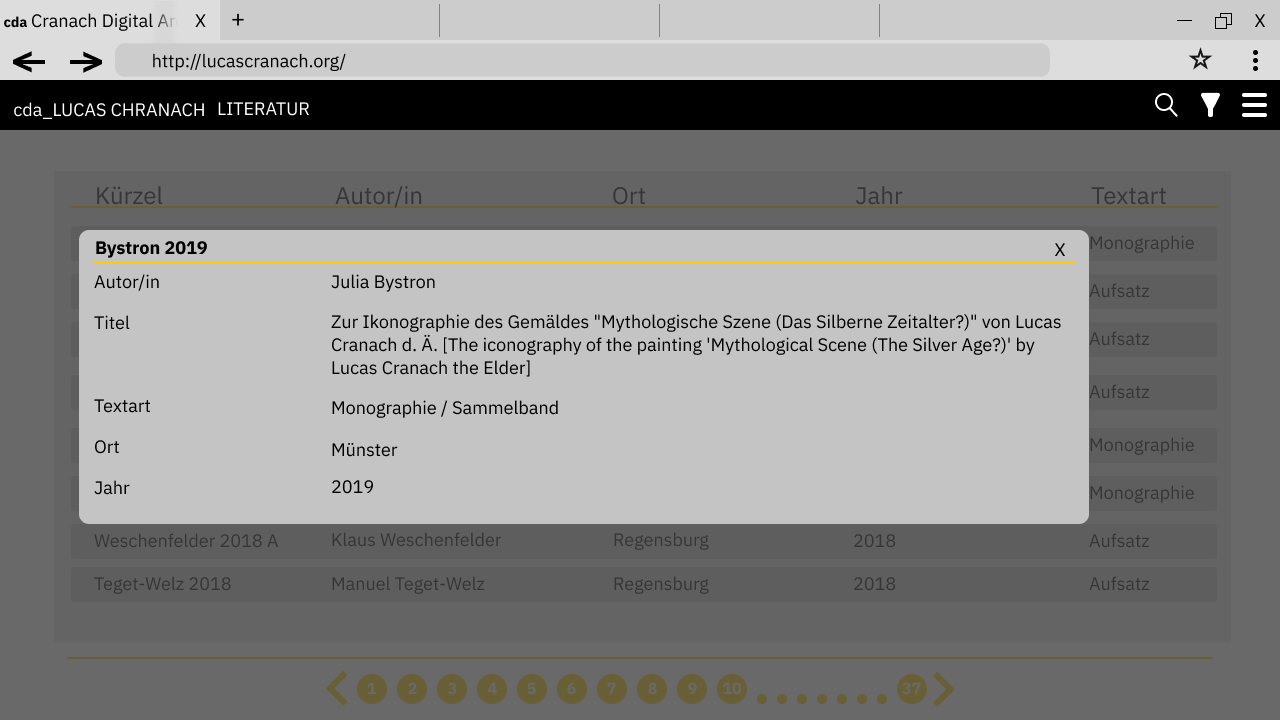 cda Cranach Digital Ar X +
X
http://lucascranach.org/
cda_LUCAS CHRANACH LITERATUR
Kürzel Autor/in Ort Jahr Textart
Monographie
Bystron 2019 X
Autor/in Julia Bystron
Aufsatz
Titel Zur Ikonographie des Gemäldes "Mythologische Szene (Das Silberne Zeitalter?)" von Lucas
Cranach d. Ä. [The iconography of the painting 'Mythological Scene (The Silver Age?)' by
Lucas Cranach the Elder]
Aufsatz
Aufsatz
Textart Monographie / Sammelband
Ort Münster
Monographie
Jahr 2019
Monographie
Weschenfelder 2018 A Klaus Weschenfelder Regensburg 2018 Aufsatz
Teget-Welz 2018 Manuel Teget-Welz Regensburg 2018 Aufsatz
1 2 3 4 5 6 7 8 9 10 . . . . . . . 37